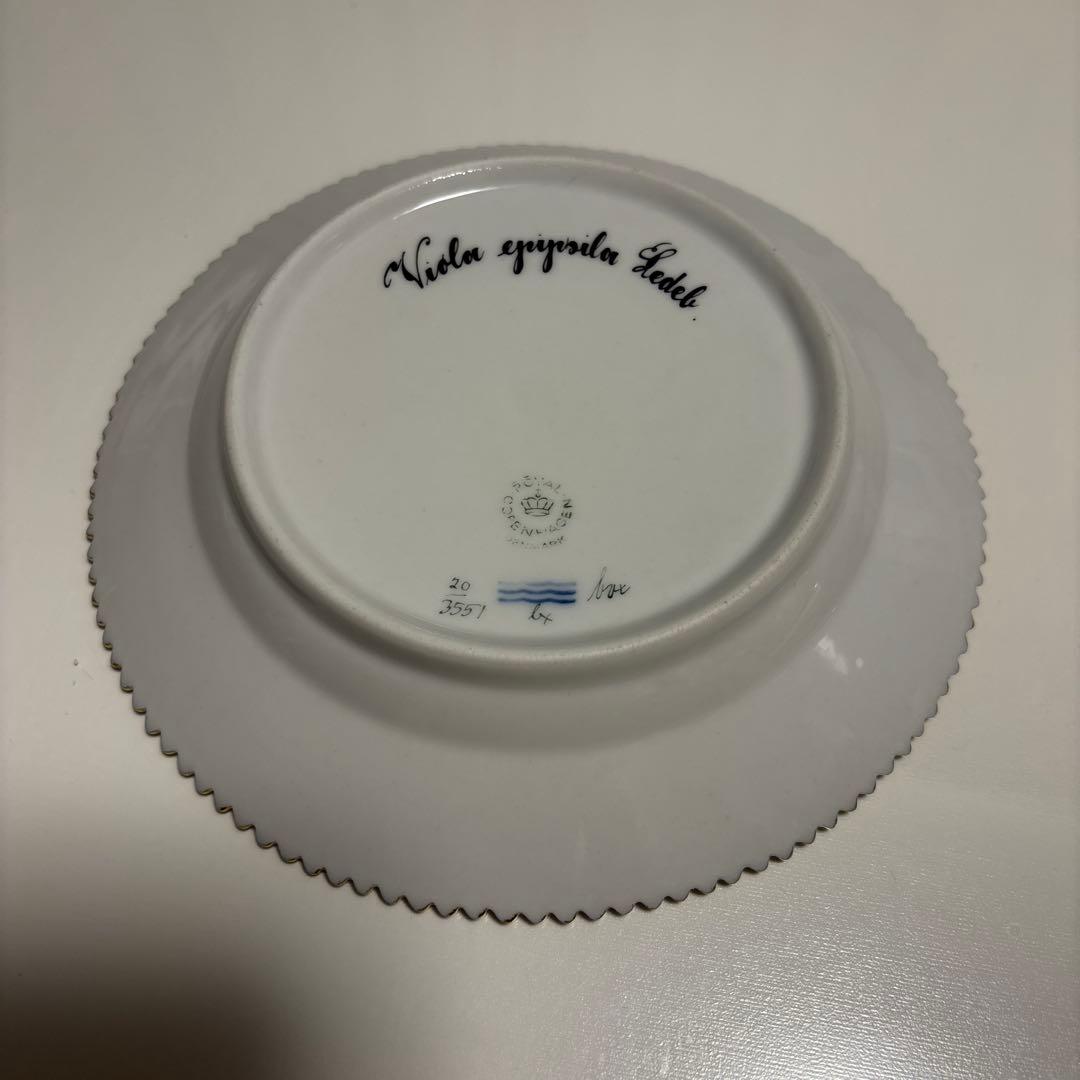 Viola epipsila Ledeb.
ROYAL COPENHAGEN
DENMARK
20
3551